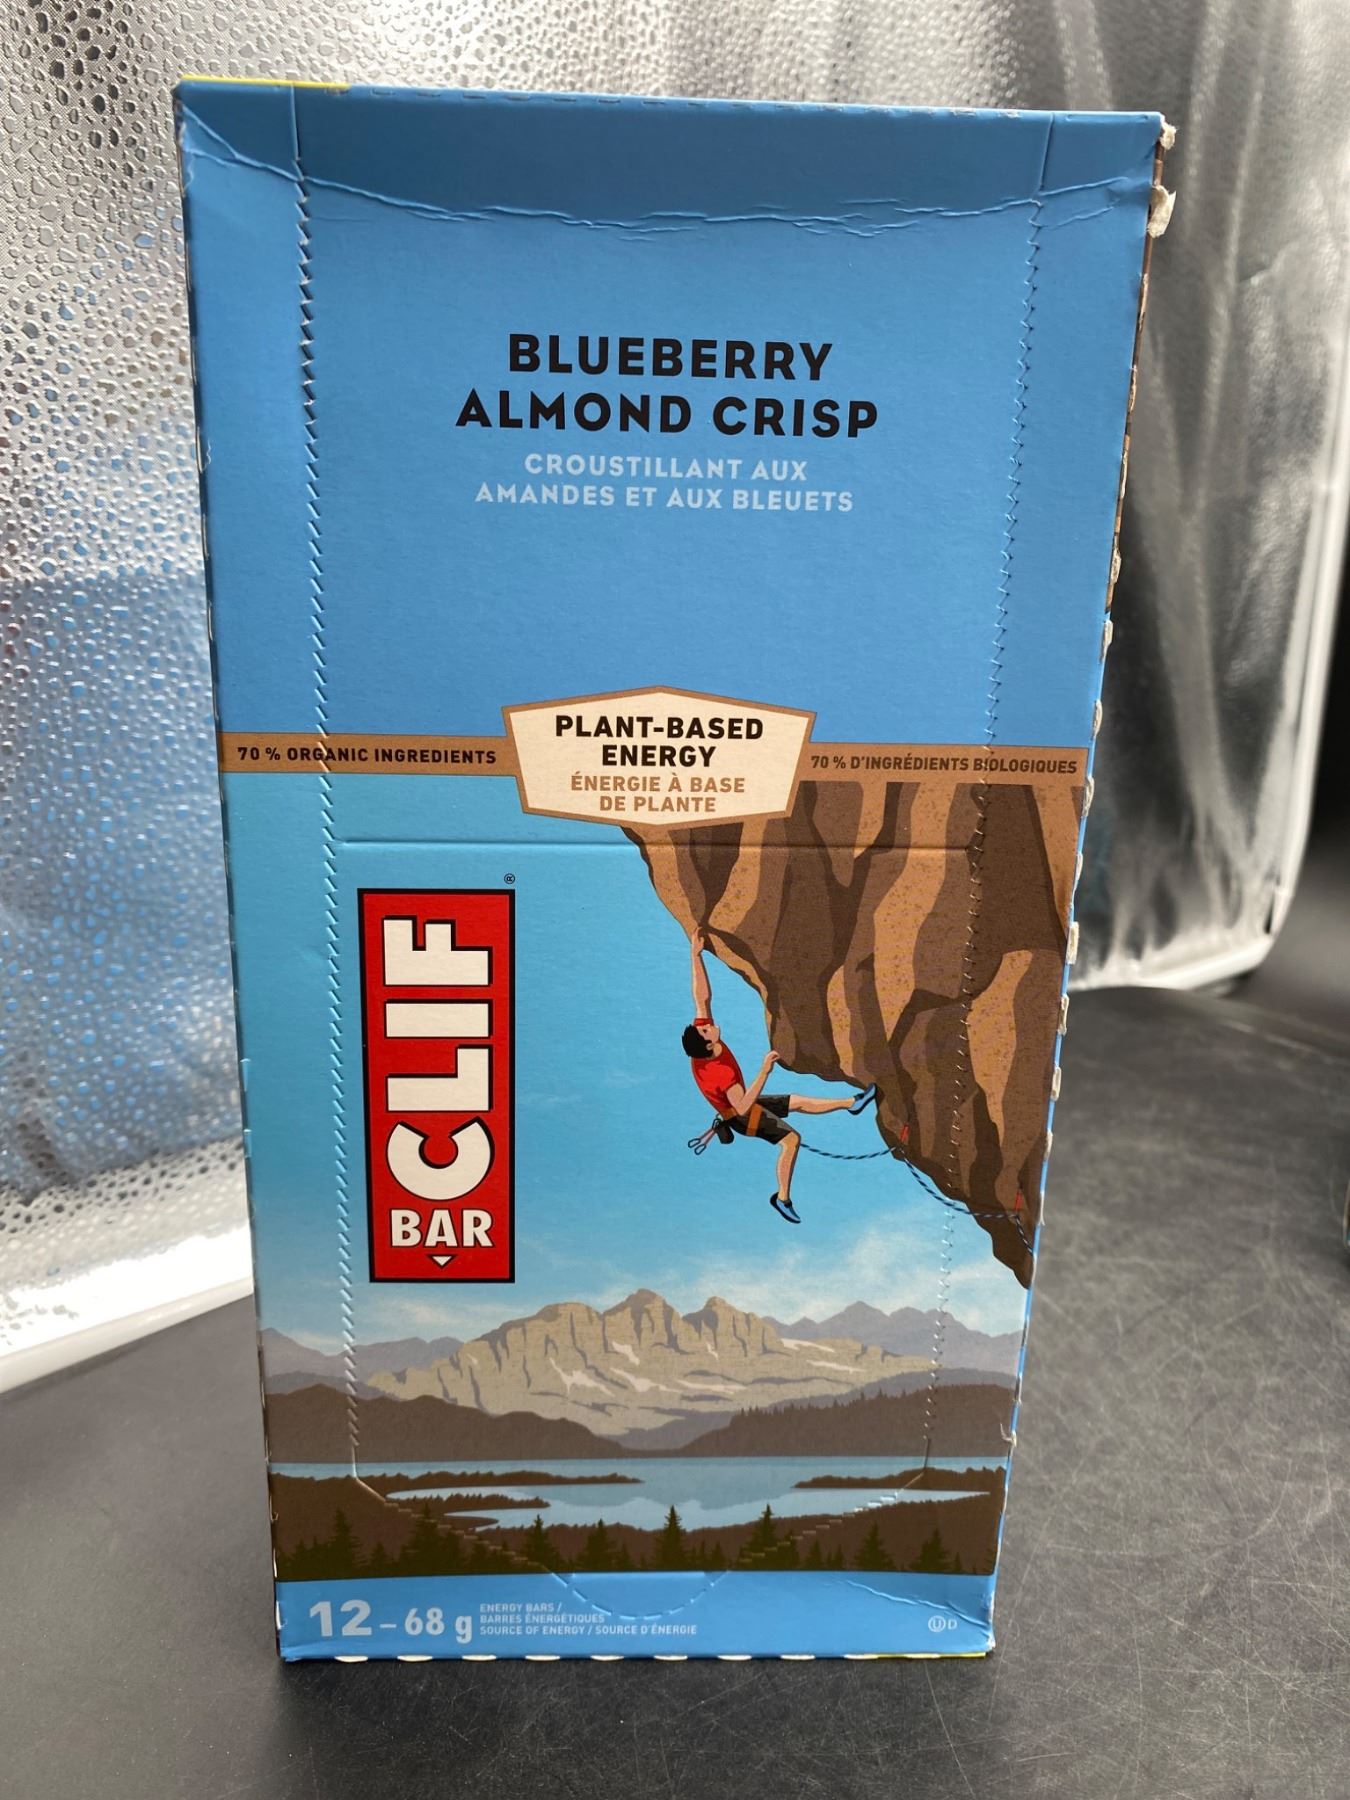 BLUEBERRY
ALMOND CRISP
CROUSTILLANT AUX
AMANDES ET AUX BLEUETS
PLANT-BASED
ENERGY
ÉNERGIE À BASE
DE PLANTE
70 % ORGANIC INGREDIENTS
70 % D'INGRÉDIENTS BIOLOGIQUES
CLIF®
BAR
12-68 g
ENERGY BARS /
BARRES ÉNERGÉTIQUES
SOURCE OF ENERGY / SOURCE D'ÉNERGIE
Ⓤ D